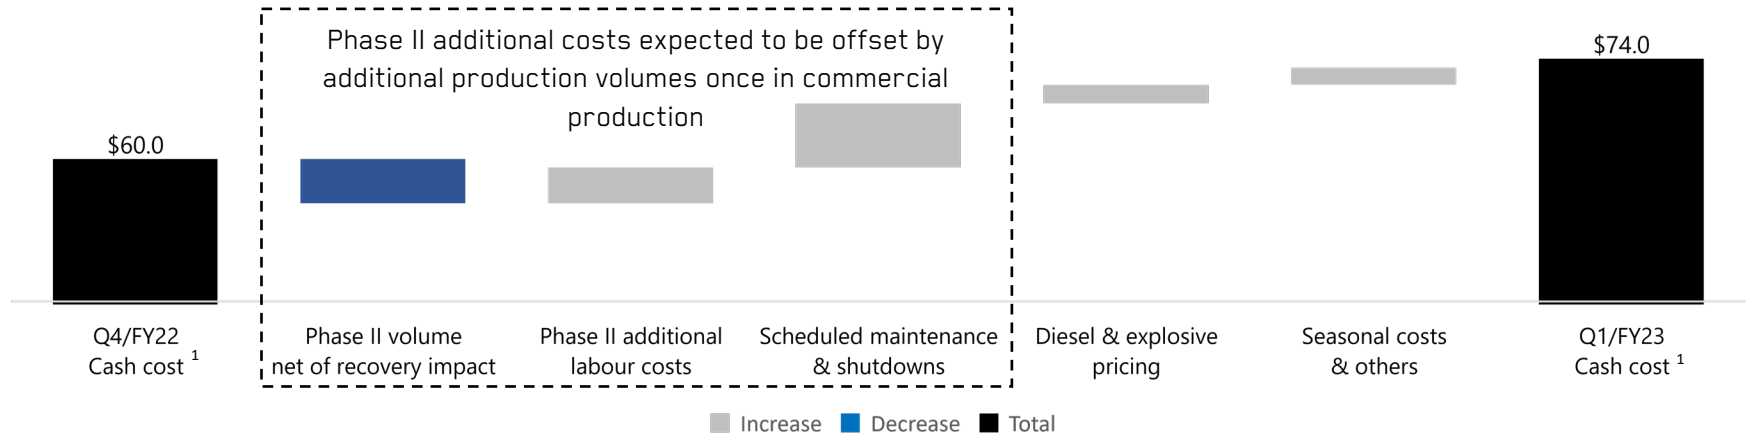 Phase II additional costs expected to be offset by
additional production volumes once in commercial
production
$60.0
$74.0
Q4/FY22
Cash cost 1
Phase II volume
net of recovery impact
Phase II additional
labour costs
Scheduled maintenance
& shutdowns
Diesel & explosive
pricing
Seasonal costs
& others
Q1/FY23
Cash cost 1
Increase
Decrease
Total